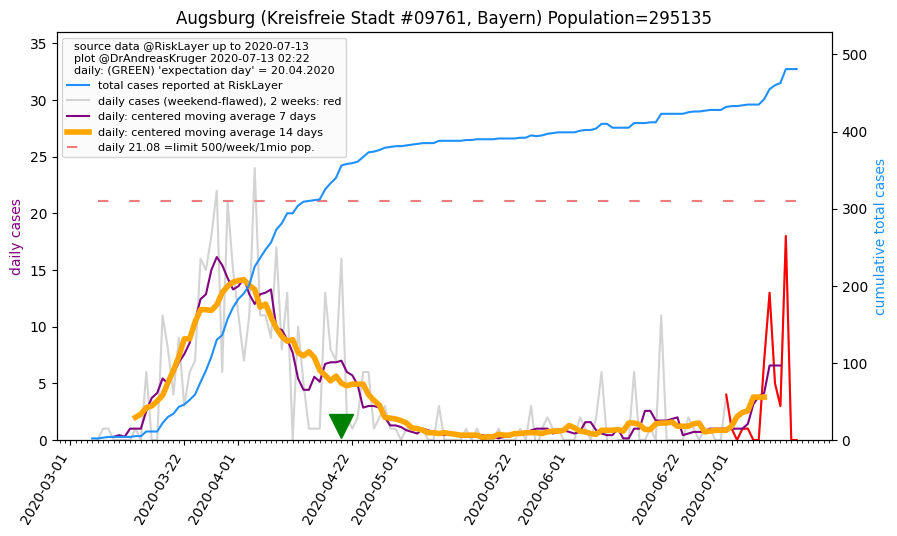 Augsburg (Kreisfreie Stadt #09761, Bayern) Population=295135
source data @RiskLayer up to 2020-07-13
plot @DrAndreasKruger 2020-07-13 02:22
daily: (GREEN) 'expectation day' = 20.04.2020
total cases reported at RiskLayer
daily cases (weekend-flawed), 2 weeks: red
daily: centered moving average 7 days
daily: centered moving average 14 days
daily 21.08 =limit 500/week/1mio pop.
daily cases
35
30
25
20
15
10
5
0
cumulative total cases
500
400
300
200
100
0
2020-03-01
2020-03-22
2020-04-01
2020-04-22
2020-05-01
2020-05-22
2020-06-01
2020-06-22
2020-07-01